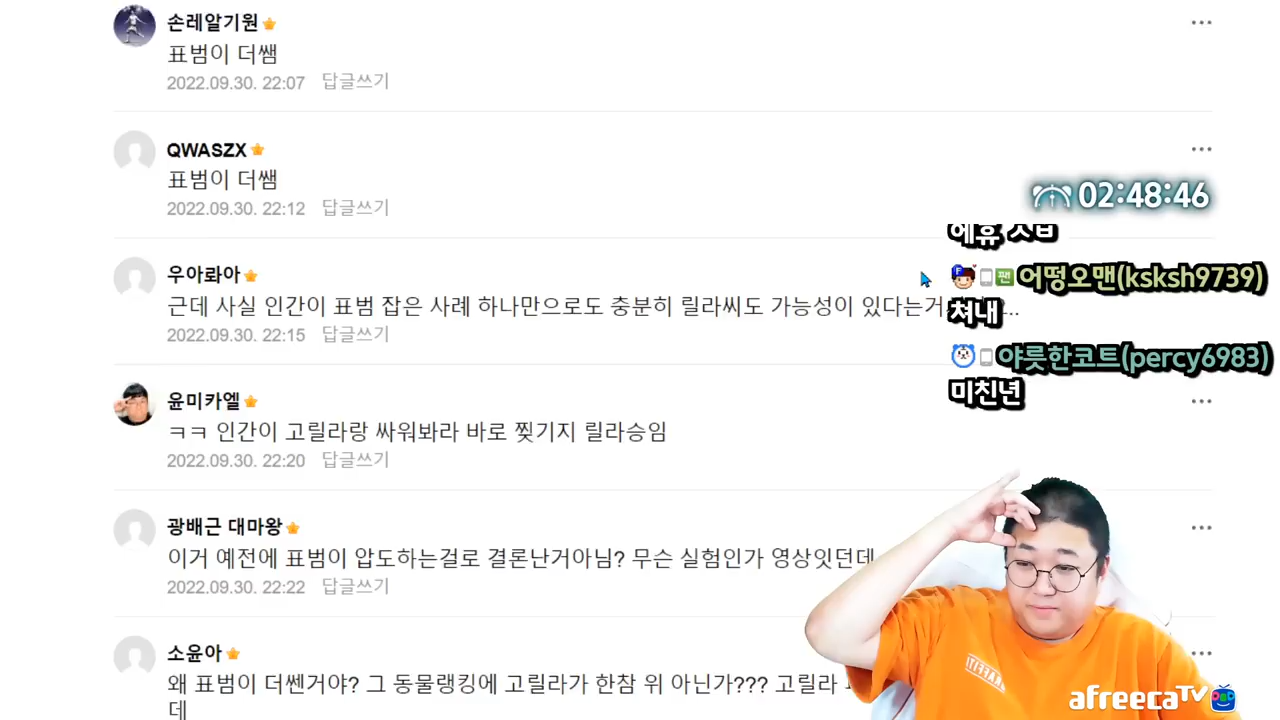 손레알기원
표범이 더쌤
2022.09.30. 22:07 답글쓰기
QWASZX
표범이 더쌤
2022.09.30. 22:12 답글쓰기
02:48:46
에휴
어떵오맨(ksksh9739)
쳐내
야릇한코트(percy6983)
미친년
우아롸아
근데 사실 인간이 표범 잡은 사례 하나만으로도 충분히 릴라씨도 가능성이 있다는거
2022.09.30. 22:15 답글쓰기
윤미카엘
ㅋㅋ 인간이 고릴라랑 싸워봐라 바로 찢기지 릴라승임
2022.09.30. 22:20 답글쓰기
광배근 대마왕
이거 예전에 표범이 압도하는걸로 결론난거아님? 무슨 실험인가 영상잇던데
2022.09.30. 22:22 답글쓰기
소윤아
왜 표범이 더쎈거야? 그 동물랭킹에 고릴라가 한참 위 아닌가??? 고릴라
데
afreecaTV